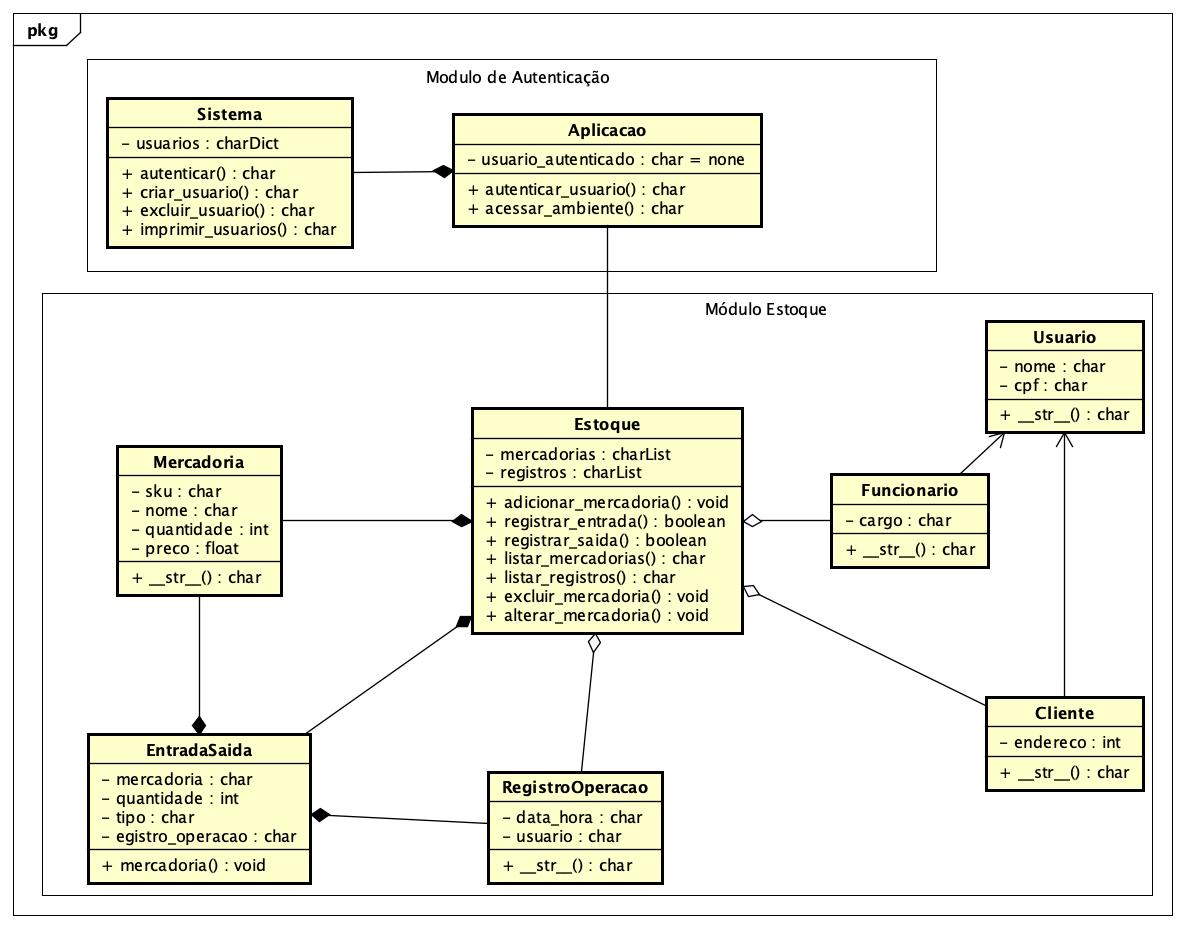 pkg
Modulo de Autenticação
Sistema
– usuarios : charDict
+ autenticar() : char
+ criar_usuario() : char
+ excluir_usuario() : char
+ imprimir_usuarios() : char
Aplicacao
– usuario_autenticado : char = none
+ autenticar_usuario() : char
+ acessar_ambiente() : char
Módulo Estoque
Usuario
– nome : char
– cpf : char
+ __str__() : char
Estoque
– mercadorias : charList
– registros : charList
+ adicionar_mercadoria() : void
+ registrar_entrada() : boolean
+ registrar_saida() : boolean
+ listar_mercadorias() : char
+ listar_registros() : char
+ excluir_mercadoria() : void
+ alterar_mercadoria() : void
Mercadoria
– sku : char
– nome : char
– quantidade : int
– preco : float
+ __str__() : char
Funcionario
– cargo : char
+ __str__() : char
Cliente
– endereco : int
+ __str__() : char
EntradaSaida
– mercadoria : char
– quantidade : int
– tipo : char
– egistro_operacao : char
+ mercadoria() : void
RegistroOperacao
– data_hora : char
– usuario : char
+ __str__() : char